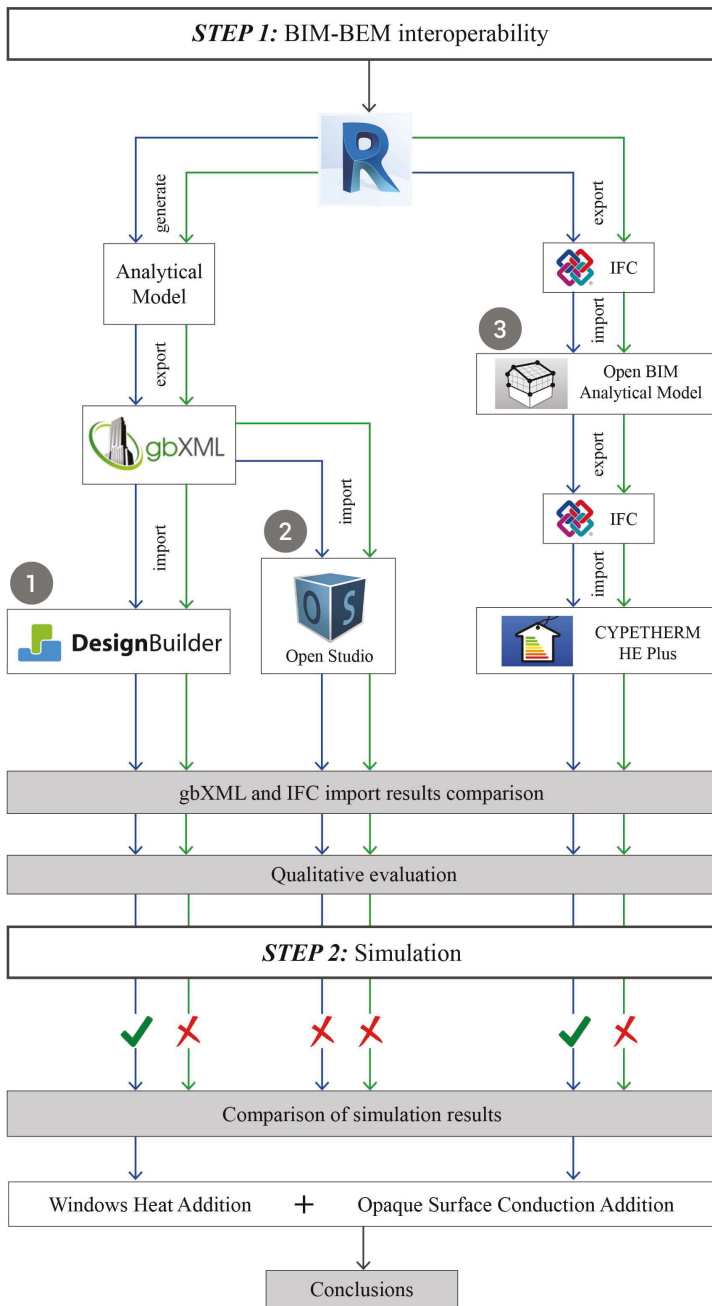 STEP 1: BIM-BEM interoperability
R
generate
export
Analytical
Model
IFC
export
import
3
Open BIM
Analytical Model
gbXML
export
import
2
IFC
import
import
1
DesignBuilder
O S
Open Studio
CYPETHERM
HE Plus
gbXML and IFC import results comparison
Qualitative evaluation
STEP 2: Simulation
Comparison of simulation results
Windows Heat Addition + Opaque Surface Conduction Addition
Conclusions